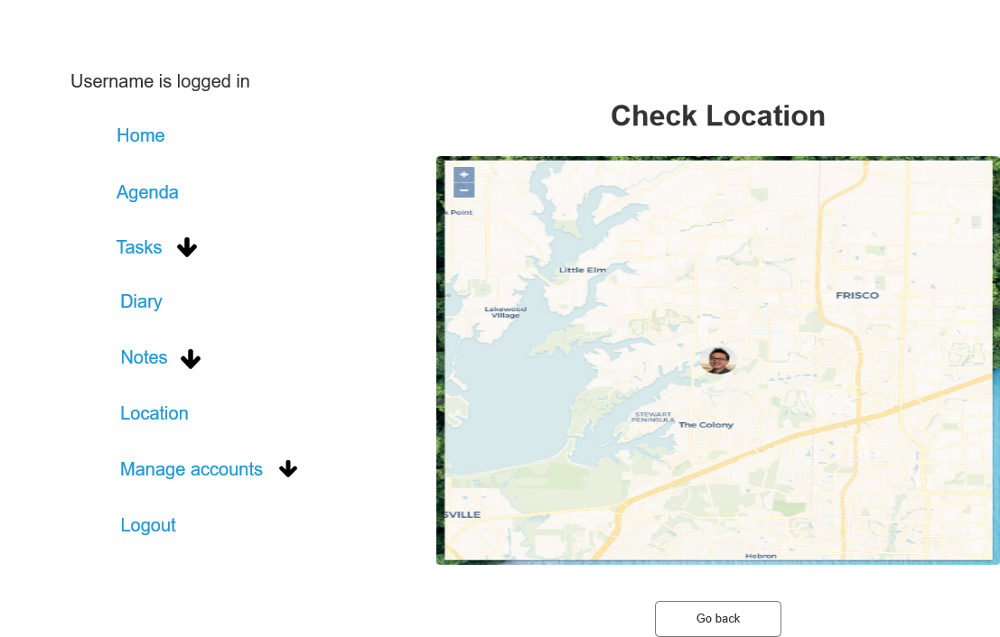 Username is logged in
Home
Agenda
Tasks
Diary
Notes
Location
Manage accounts
Logout
Check Location
+
−
k Point
Little Elm
FRISCO
Lakewood
Village
STEWART
PENINSULA
The Colony
SVILLE
Hebron
Go back